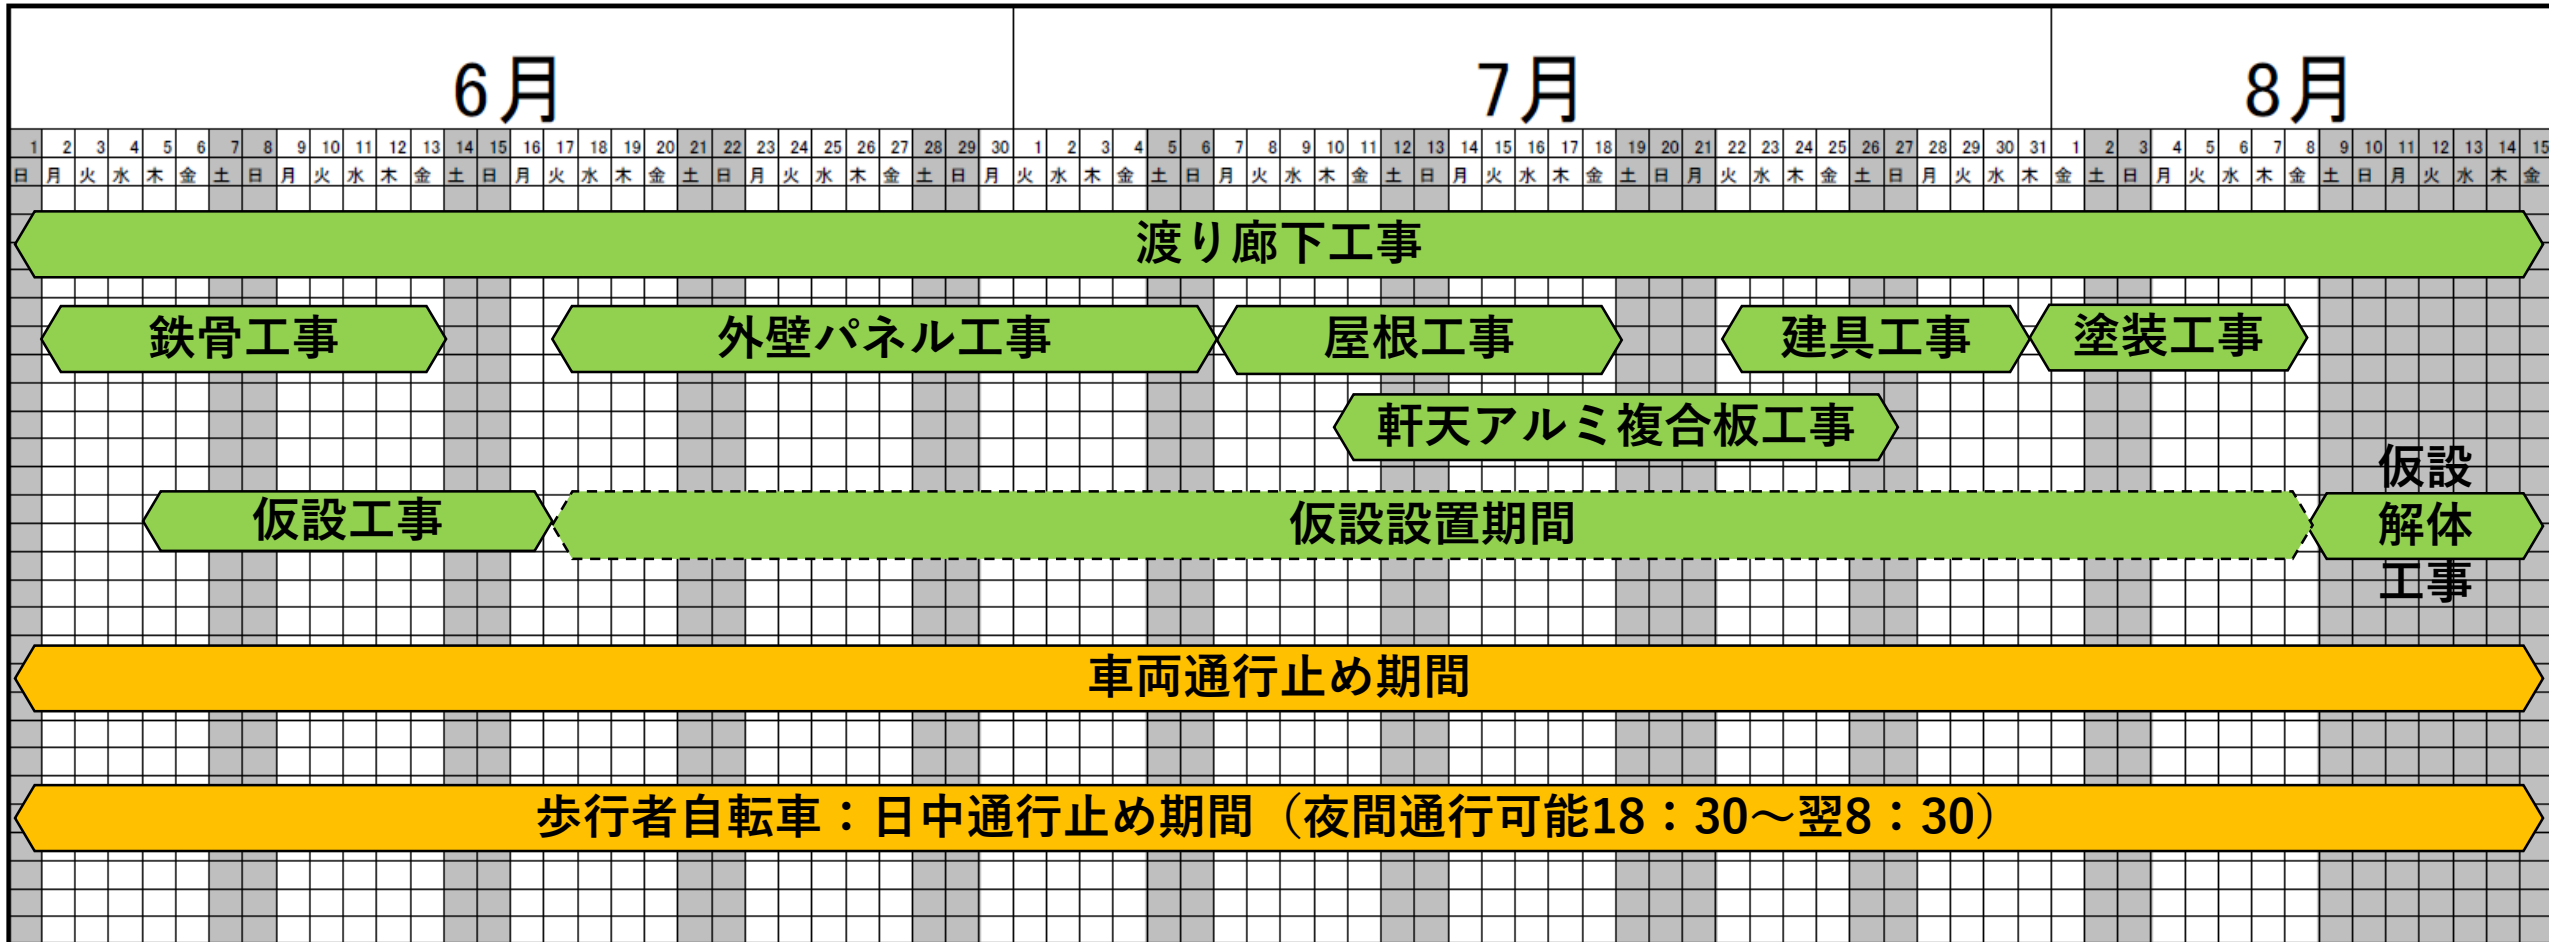 6月 7月 8月
1 2 3 4 5 6 7 8 9 10 11 12 13 14 15 16 17 18 19 20 21 22 23 24 25 26 27 28 29 30 1 2 3 4 5 6 7 8 9 10 11 12 13 14 15 16 17 18 19 20 21 22 23 24 25 26 27 28 29 30 31 1 2 3 4 5 6 7 8 9 10 11 12 13 14 15
日 月 火 水 木 金 土 日 月 火 水 木 金 土 日 月 火 水 木 金 土 日 月 火 水 木 金 土 日 月 火 水 木 金 土 日 月 火 水 木 金 土 日 月 火 水 木 金 土 日 月 火 水 木 金 土 日 月 火 水 木 金 土 日 月 火 水 木 金 土 日 月 火 水 木 金
渡り廊下工事
鉄骨工事 外壁パネル工事 屋根工事 建具工事 塗装工事
軒天アルミ複合板工事
仮設工事 仮設設置期間
仮設
解体
工事
車両通行止め期間
歩行者自転車：日中通行止め期間（夜間通行可能18：30～翌8：30）